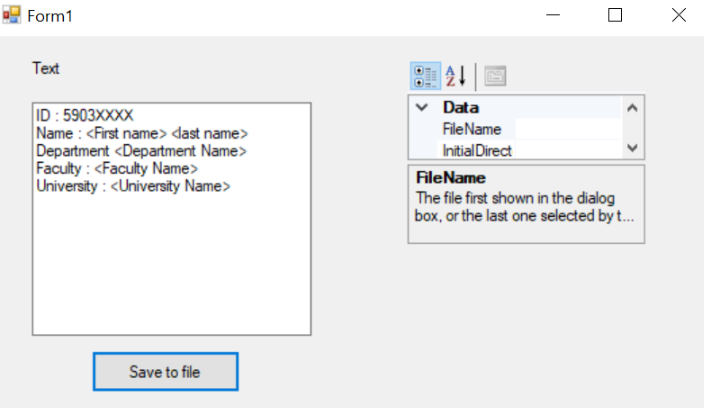 Form1
Text
ID : 5903XXXX
Name : <First name> <last name>
Department <Department Name>
Faculty : <Faculty Name>
University : <University Name>
Save to file
A
Z
Data
FileName
InitialDirect
FileName
The file first shown in the dialog
box, or the last one selected by t...